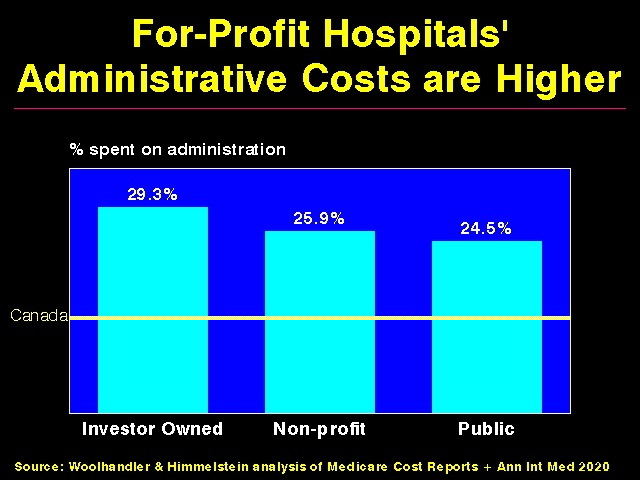 For-Profit Hospitals'
Administrative Costs are Higher
% spent on administration
29.3%
25.9%
24.5%
Canada
Investor Owned
Non-profit
Public
Source: Woolhandler & Himmelstein analysis of Medicare Cost Reports + Ann Int Med 2020